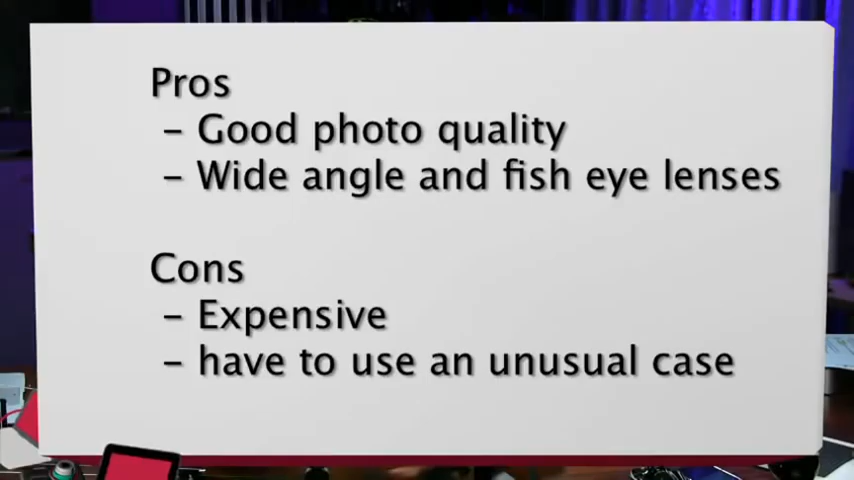 Pros
– Good photo quality
– Wide angle and fish eye lenses
Cons
– Expensive
– have to use an unusual case